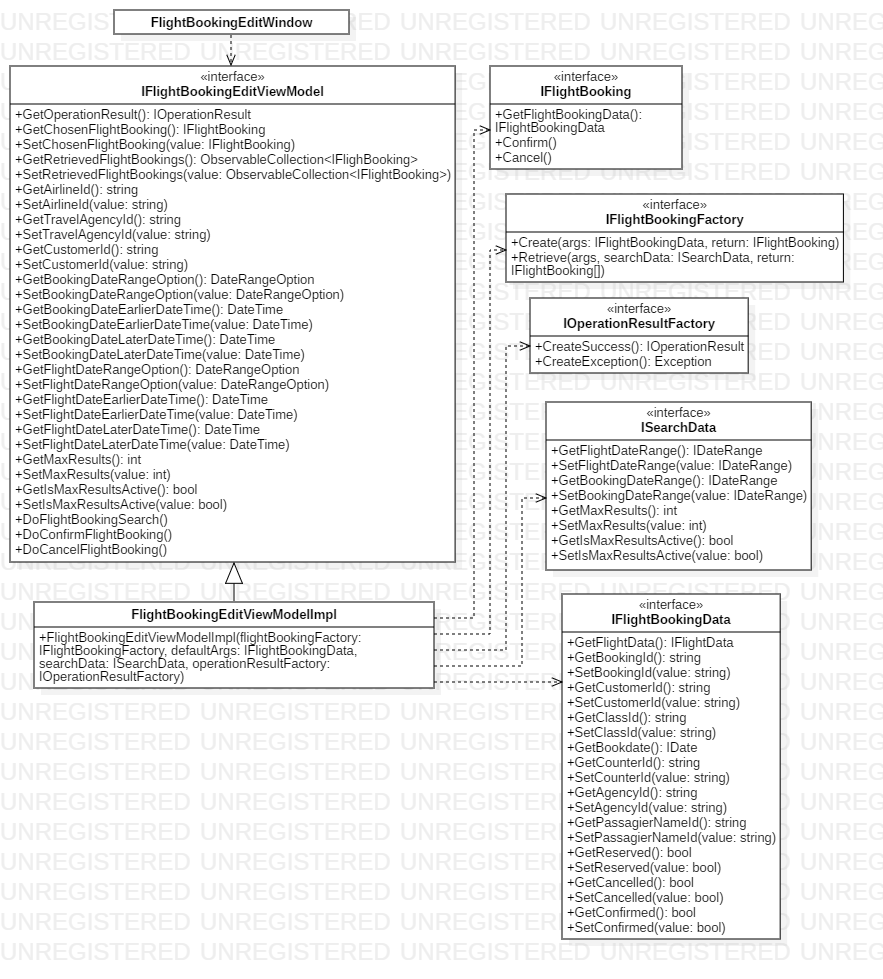 FlightBookingEditWindow
«interface»
IFlightBookingEditViewModel
+GetOperationResult(): IOperationResult
+GetChosenFlightBooking(): IFlightBooking
+SetChosenFlightBooking(value: IFlightBooking)
+GetRetrievedFlightBookings(): ObservableCollection<IFlighBooking>
+SetRetrievedFlightBookings(value: ObservableCollection<IFlightBooking>)
+GetAirlineId(): string
+SetAirlineId(value: string)
+GetTravelAgencyId(): string
+SetTravelAgencyId(value: string)
+GetCustomerId(): string
+SetCustomerId(value: string)
+GetBookingDateRangeOption(): DateRangeOption
+SetBookingDateRangeOption(value: DateRangeOption)
+GetBookingDateEarlierDateTime(): DateTime
+SetBookingDateEarlierDateTime(value: DateTime)
+GetBookingDateLaterDateTime(): DateTime
+SetBookingDateLaterDateTime(value: DateTime)
+GetFlightDateRangeOption(): DateRangeOption
+SetFlightDateRangeOption(value: DateRangeOption)
+GetFlightDateEarlierDateTime(): DateTime
+SetFlightDateEarlierDateTime(value: DateTime)
+GetFlightDateLaterDateTime(): DateTime
+SetFlightDateLaterDateTime(value: DateTime)
+GetMaxResults(): int
+SetMaxResults(value: int)
+GetIsMaxResultsActive(): bool
+SetIsMaxResultsActive(value: bool)
+DoFlightBookingSearch()
+DoConfirmFlightBooking()
+DoCancelFlightBooking()
FlightBookingEditViewModelImpl
+FlightBookingEditViewModelImpl(flightBookingFactory:
IFlightBookingFactory, defaultArgs: IFlightBookingData,
searchData: ISearchData, operationResultFactory:
IOperationResultFactory)
«interface»
IFlightBooking
+GetFlightBookingData():
IFlightBookingData
+Confirm()
+Cancel()
«interface»
IFlightBookingFactory
+Create(args: IFlightBookingData, return: IFlightBooking)
+Retrieve(args, searchData: ISearchData, return:
IFlightBooking[])
«interface»
IOperationResultFactory
+CreateSuccess(): IOperationResult
+CreateException(): Exception
«interface»
ISearchData
+GetFlightDateRange(): IDateRange
+SetFlightDateRange(value: IDateRange)
+GetBookingDateRange(): IDateRange
+SetBookingDateRange(value: IDateRange)
+GetMaxResults(): int
+SetMaxResults(value: int)
+GetIsMaxResultsActive(): bool
+SetIsMaxResultsActive(value: bool)
«interface»
IFlightBookingData
+GetFlightData(): IFlightData
+GetBookingId(): string
+SetBookingId(value: string)
+GetCustomerId(): string
+SetCustomerId(value: string)
+GetClassId(): string
+SetClassId(value: string)
+GetBookdate(): IDate
+GetCounterId(): string
+SetCounterId(value: string)
+GetAgencyId(): string
+SetAgencyId(value: string)
+GetPassagierNameId(): string
+SetPassagierNameId(value: string)
+GetReserved(): bool
+SetReserved(value: bool)
+GetCancelled(): bool
+SetCancelled(value: bool)
+GetConfirmed(): bool
+SetConfirmed(value: bool)